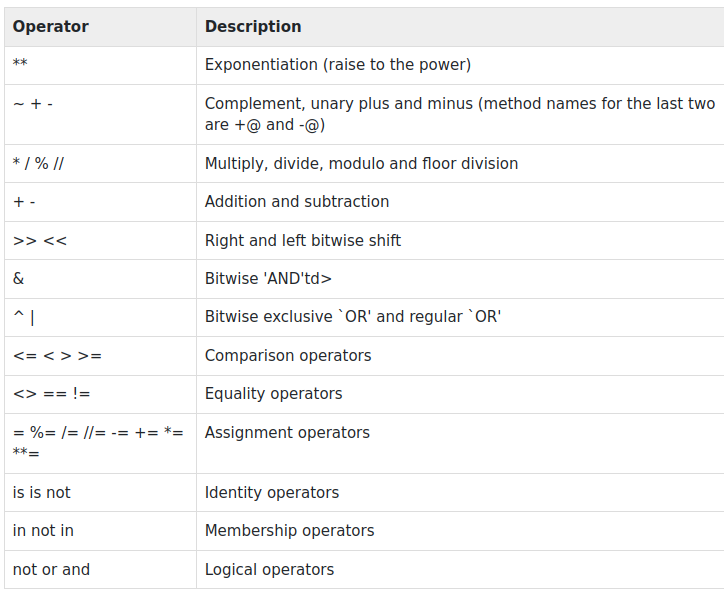 Operator Description
** Exponentiation (raise to the power)
~ + - Complement, unary plus and minus (method names for the last two
are +@ and -@)
* / % // Multiply, divide, modulo and floor division
+ - Addition and subtraction
>> << Right and left bitwise shift
& Bitwise 'AND'td>
^ | Bitwise exclusive `OR' and regular `OR'
<= < > >= Comparison operators
<> == != Equality operators
= %= /= //= -= += *= Assignment operators
**=
is is not Identity operators
in not in Membership operators
not or and Logical operators